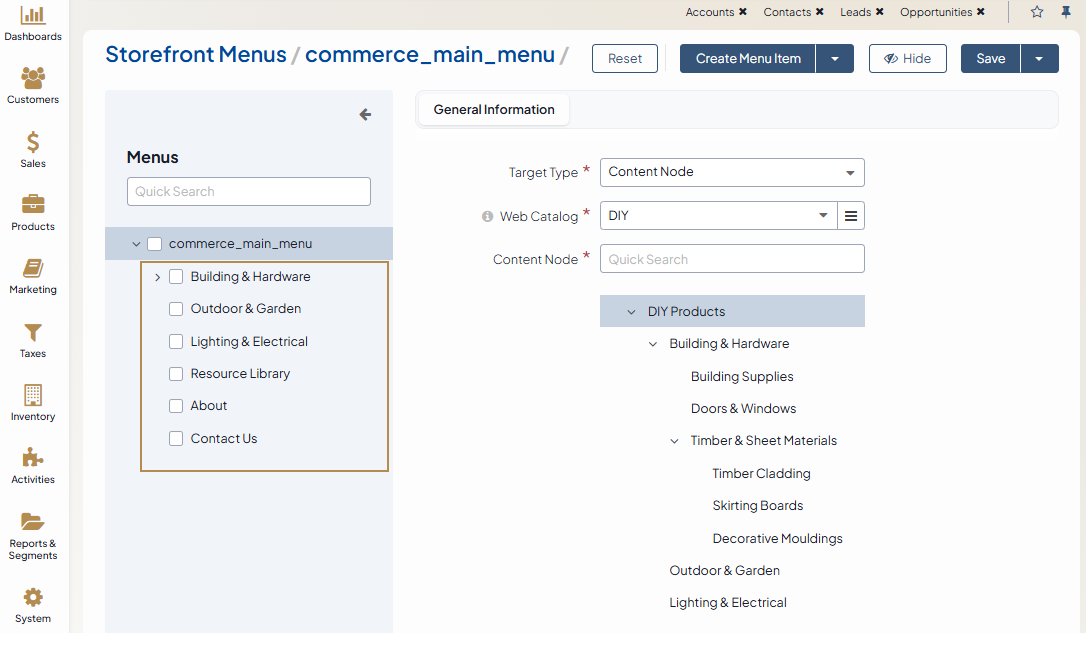 Accounts ✖ Contacts ✖ Leads ✖ Opportunities ✖
Dashboards
Customers
Sales
Products
Marketing
Taxes
Inventory
Activities
Reports &
Segments
System
Storefront Menus / commerce_main_menu /
Reset
Create Menu Item
Hide
Save
Menus
Quick Search
commerce_main_menu
Building & Hardware
Outdoor & Garden
Lighting & Electrical
Resource Library
About
Contact Us
General Information
Target Type * Content Node
Web Catalog * DIY
Content Node * Quick Search
DIY Products
Building & Hardware
Building Supplies
Doors & Windows
Timber & Sheet Materials
Timber Cladding
Skirting Boards
Decorative Mouldings
Outdoor & Garden
Lighting & Electrical